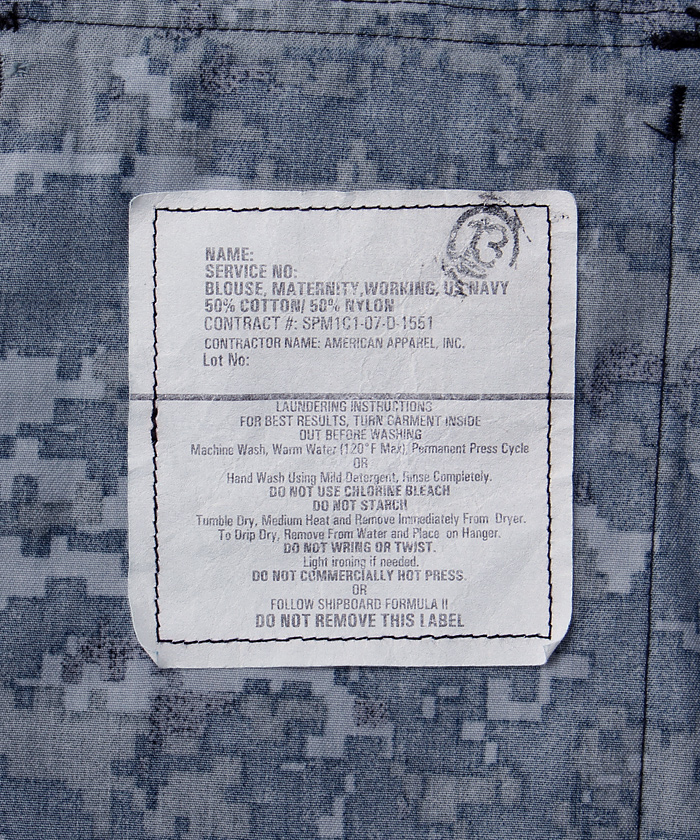 NAME:
SERVICE NO:
BLOUSE, MATERNITY,WORKING, US NAVY
50% COTTON/ 50% NYLON
CONTRACT #: SPM1C1-07-D-1551
CONTRACTOR NAME: AMERICAN APPAREL, INC.
Lot No:
LAUNDERING INSTRUCTIONS
FOR BEST RESULTS, TURN GARMENT INSIDE
OUT BEFORE WASHING
Machine Wash, Warm Water (120°F Max), Permanent Press Cycle
OR
Hand Wash Using Mild Detergent, Rinse Completely.
DO NOT USE CHLORINE BLEACH
DO NOT STARCH
Tumble Dry, Medium Heat and Remove Immediately From Dryer.
To Drip Dry, Remove From Water and Place on Hanger.
DO NOT WRING OR TWIST.
Light ironing if needed.
DO NOT COMMERCIALLY HOT PRESS.
OR
FOLLOW SHIPBOARD FORMULA II
DO NOT REMOVE THIS LABEL